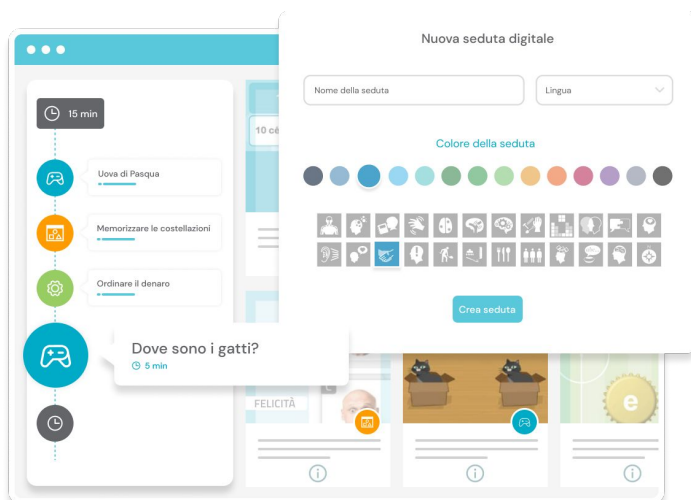 Nuova seduta digitale
Nome della seduta
Lingua
Colore della seduta
Crea seduta
15 min
Uova di Pasqua
Memorizzare le costellazioni
Ordinare il denaro
Dove sono i gatti?
5 min
10
FELICITÀ
C
e